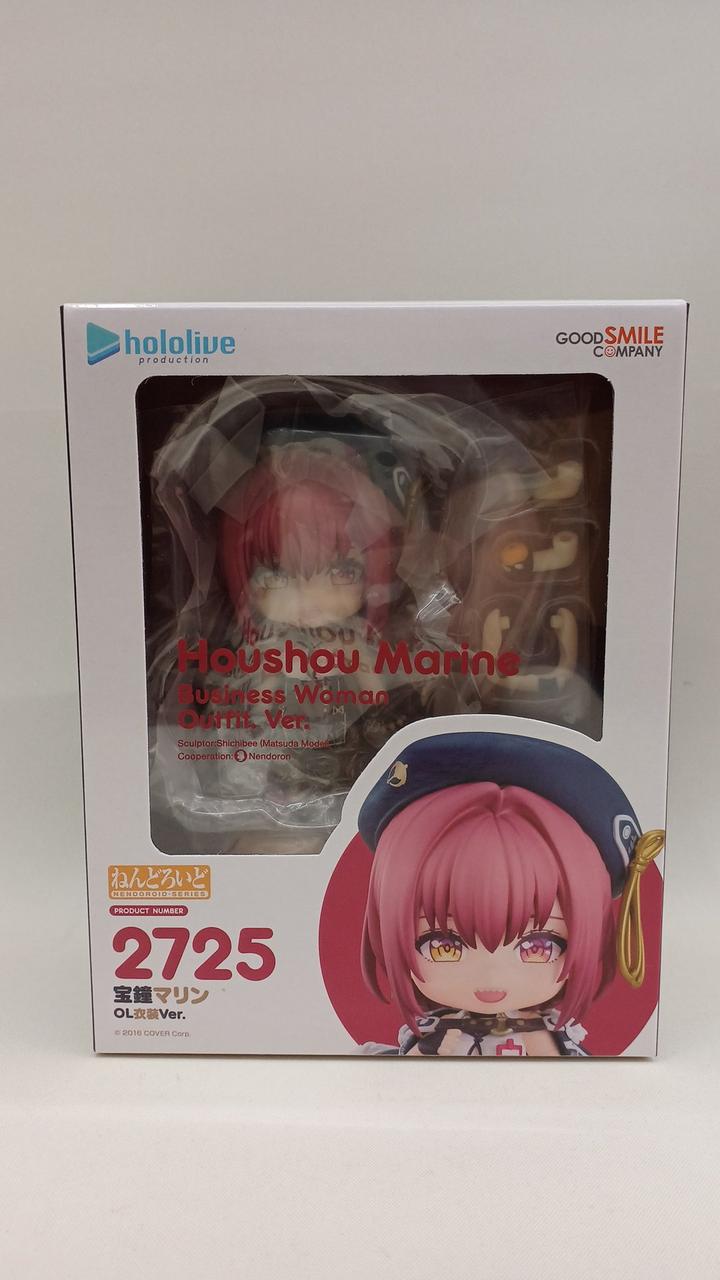 hololive
production
GOODSMILE
COMPANY
Houshou Marine
Business Woman
Outfit. Ver.
Sculptor:Shichibee (Matsuda Model)
Cooperation: Nendoron
ねんどろいど
NENDOROID・SERIES
PRODUCT NUMBER
2725
宝鐘マリン
OL衣装Ver.
© 2016 COVER Corp.